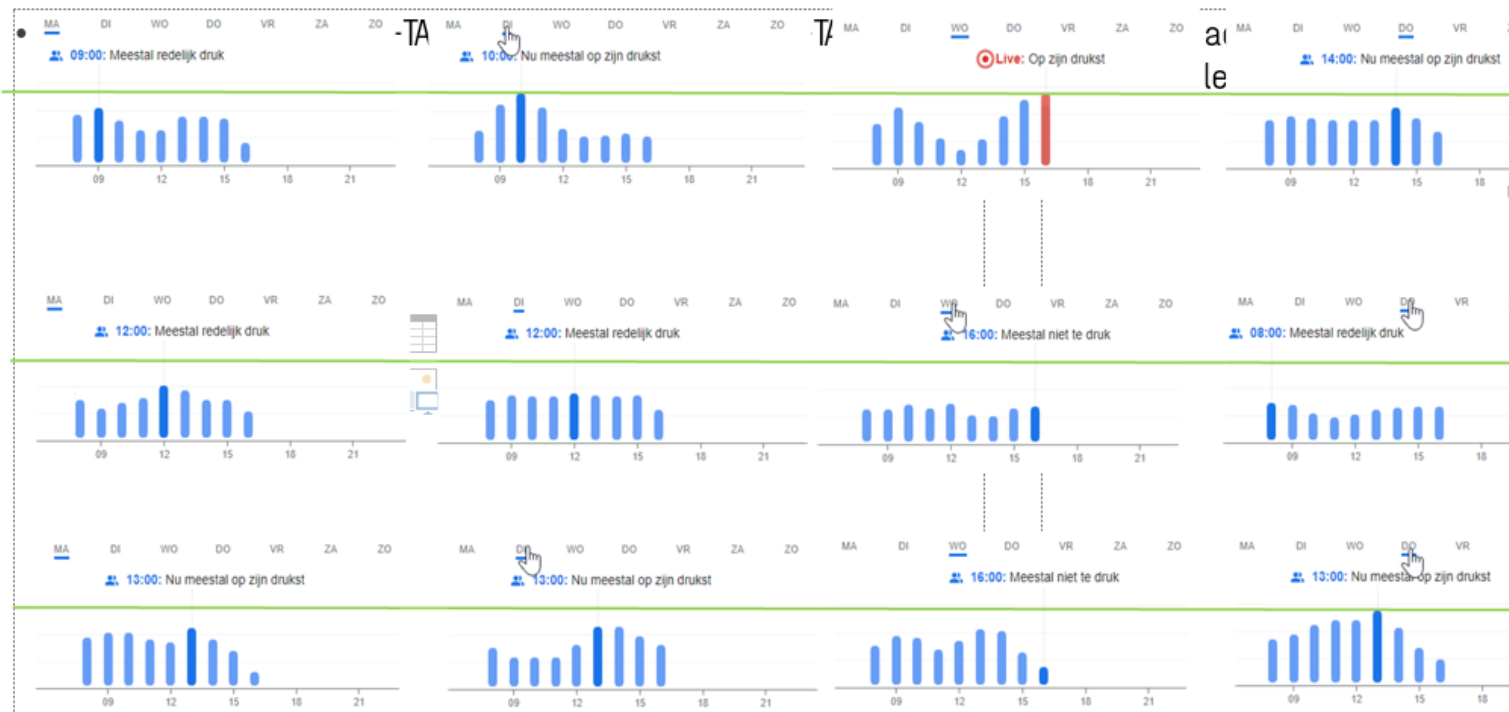 MA DI WO DO VR ZA ZO
09:00: Meestal redelijk druk
09 12 15 18 21
-TA
MA DI WO DO VR ZA ZO
10:00: Nu meestal op zijn drukst
09 12 15 18 21
MA DI WO DO VR ZA ZO
Live: Op zijn drukst
09 12 15 18 21
le
MA DI WO DO VR
14:00: Nu meestal op zijn drukst
09 12 15 18
MA DI WO DO VR ZA ZO
12:00: Meestal redelijk druk
09 12 15 18 21
MA DI WO DO VR ZA ZO
12:00: Meestal redelijk druk
09 12 15 18 21
MA DI WO DO VR ZA ZO
16:00: Meestal niet te druk
09 12 15 18 21
MA DI WO DO VR
08:00: Meestal redelijk druk
09 12 15 18
MA DI WO DO VR ZA ZO
13:00: Nu meestal op zijn drukst
09 12 15 18 21
MA DI WO DO VR ZA ZO
13:00: Nu meestal op zijn drukst
09 12 15 18 21
MA DI WO DO VR ZA ZO
16:00: Meestal niet te druk
09 12 15 18 21
MA DI WO DO VR
13:00: Nu meestal op zijn drukst
09 12 15 18